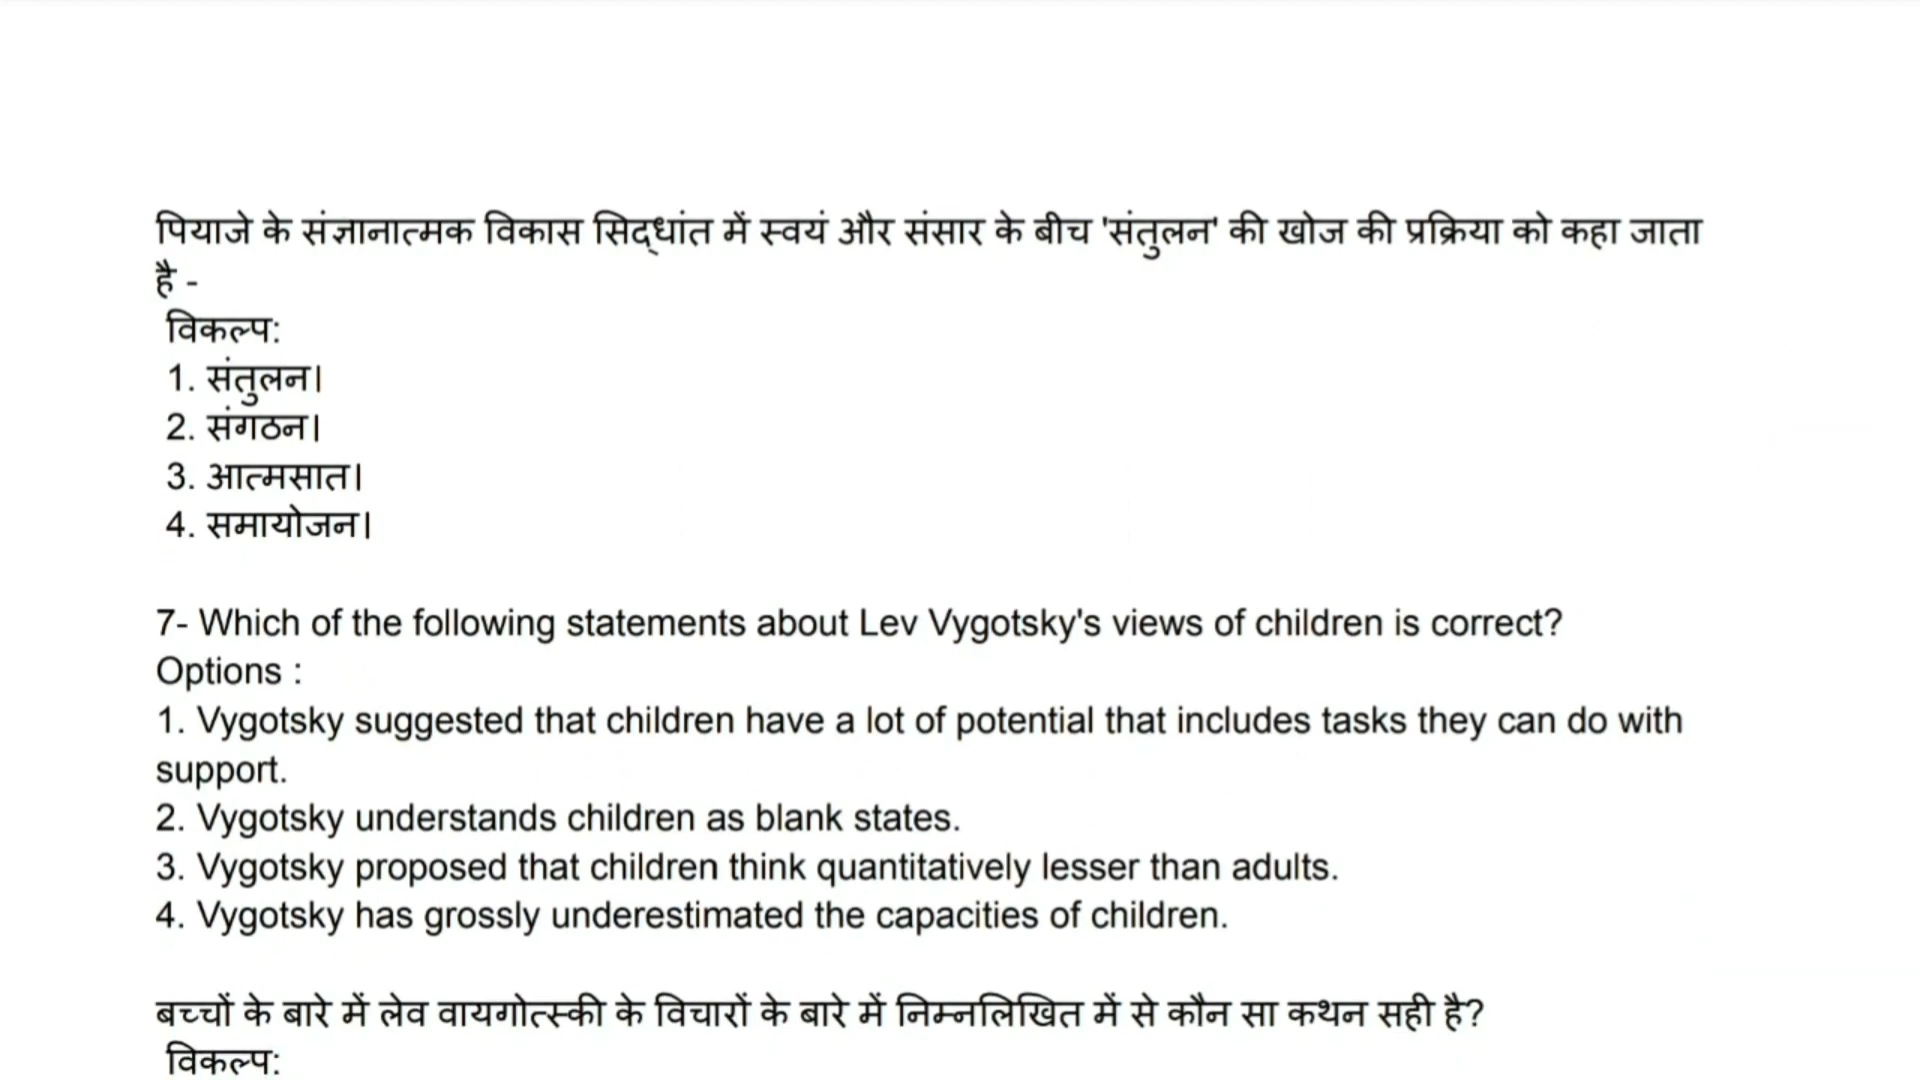 पियाजे के संज्ञानात्मक विकास सिद्धांत में स्वयं और संसार के बीच 'संतुलन' की खोज की प्रक्रिया को कहा जाता
है -
विकल्प:
1. संतुलन।
2. संगठन।
3. आत्मसात।
4. समायोजन।
7- Which of the following statements about Lev Vygotsky's views of children is correct?
Options :
1. Vygotsky suggested that children have a lot of potential that includes tasks they can do with
support.
2. Vygotsky understands children as blank states.
3. Vygotsky proposed that children think quantitatively lesser than adults.
4. Vygotsky has grossly underestimated the capacities of children.
बच्चों के बारे में लेव वायगोत्स्की के विचारों के बारे में निम्नलिखित में से कौन सा कथन सही है?
विकल्प: